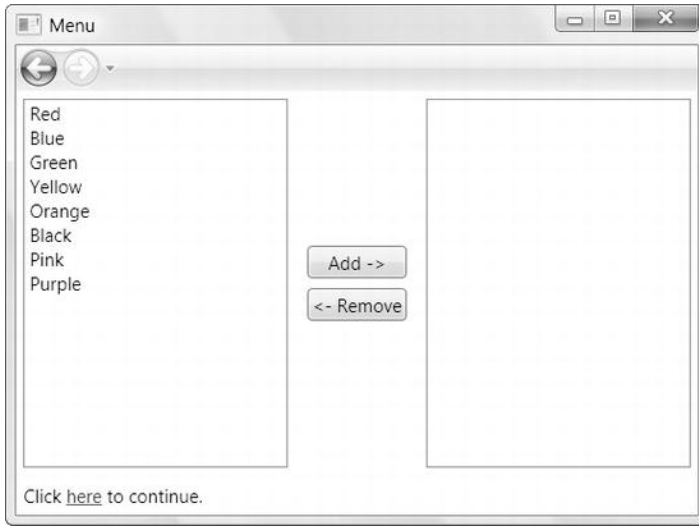 Menu
Red
Blue
Green
Yellow
Orange
Black
Pink
Purple
Add ->
<- Remove
Click here to continue.